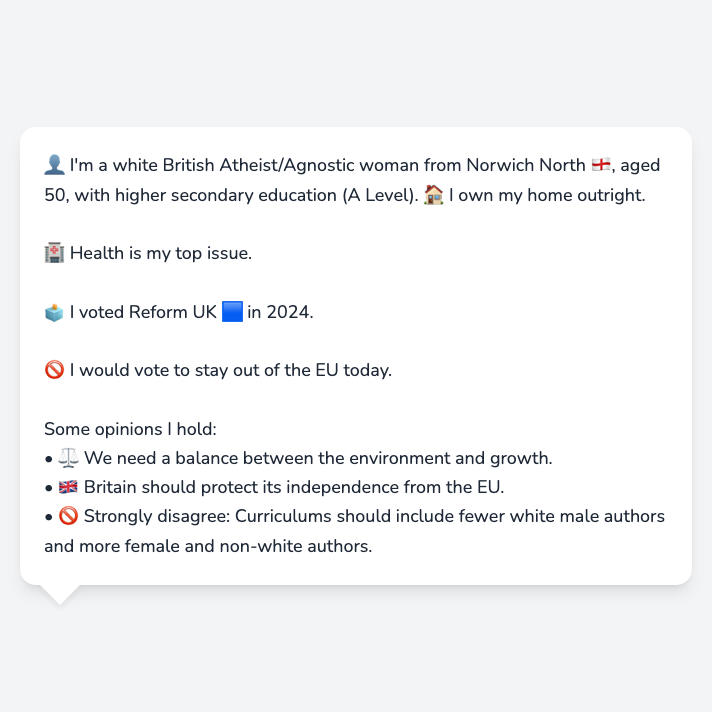 👤 I'm a white British Atheist/Agnostic woman from Norwich North 🏴󠁧󠁢󠁥󠁮󠁧󠁿, aged
50, with higher secondary education (A Level). 🏠 I own my home outright.
🏥 Health is my top issue.
🗳️ I voted Reform UK 🟦 in 2024.
🚫 I would vote to stay out of the EU today.
Some opinions I hold:
• ⚖️ We need a balance between the environment and growth.
• 🇬🇧 Britain should protect its independence from the EU.
• 🚫 Strongly disagree: Curriculums should include fewer white male authors
and more female and non-white authors.